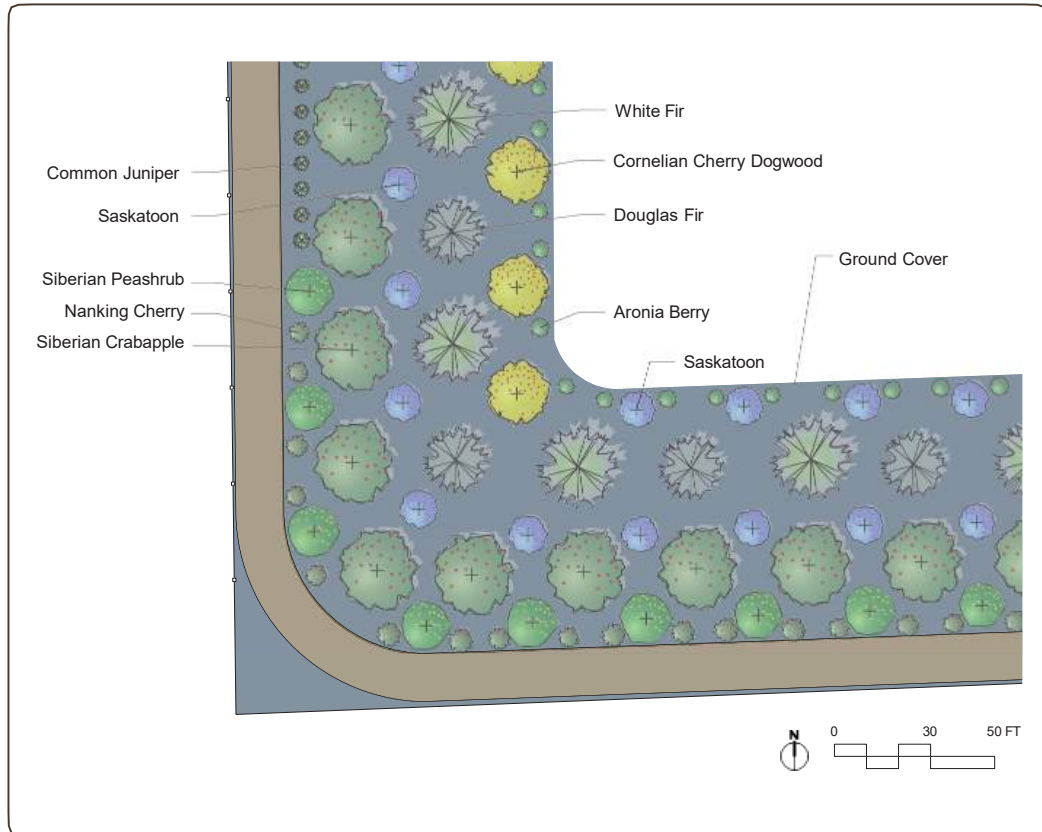 White Fir
Cornelian Cherry Dogwood
Common Juniper
Saskatoon
Douglas Fir
Ground Cover
Siberian Peashrub
Nanking Cherry
Aronia Berry
Siberian Crabapple
Saskatoon
N
0 30 50 FT